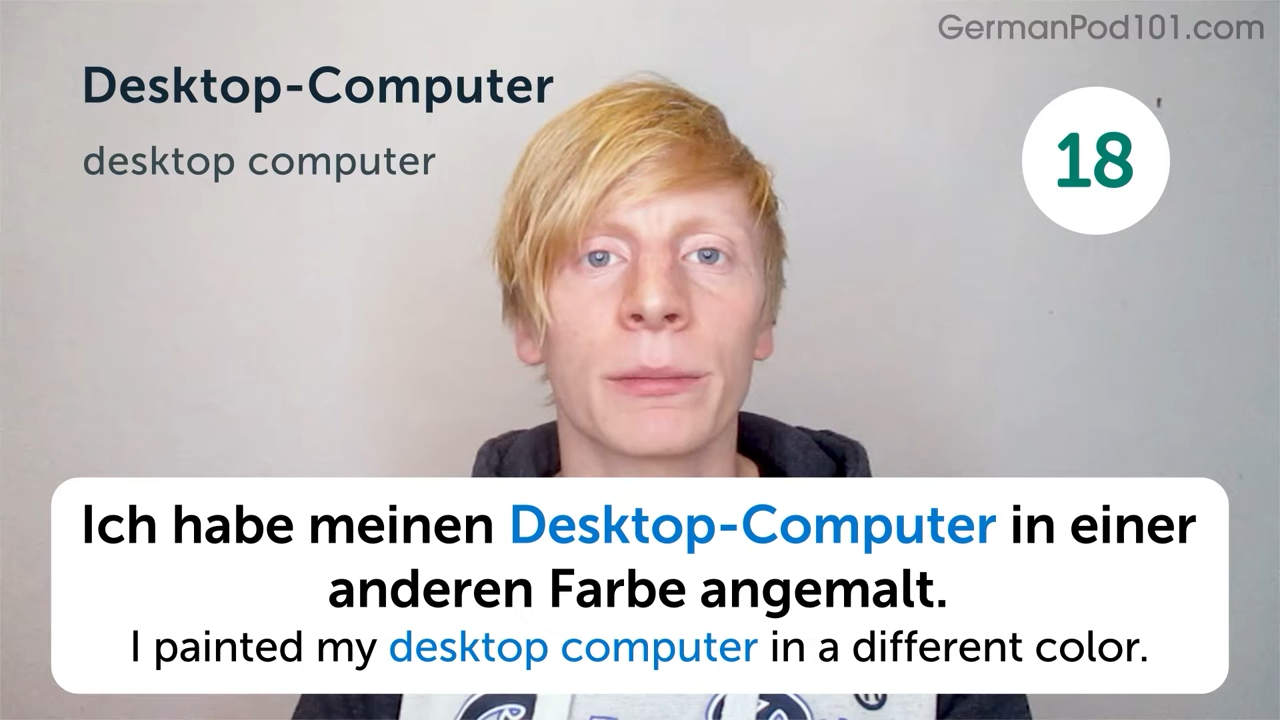 GermanPod101.com
Desktop-Computer
desktop computer
18
Ich habe meinen Desktop-Computer in einer
anderen Farbe angemalt.
I painted my desktop computer in a different color.